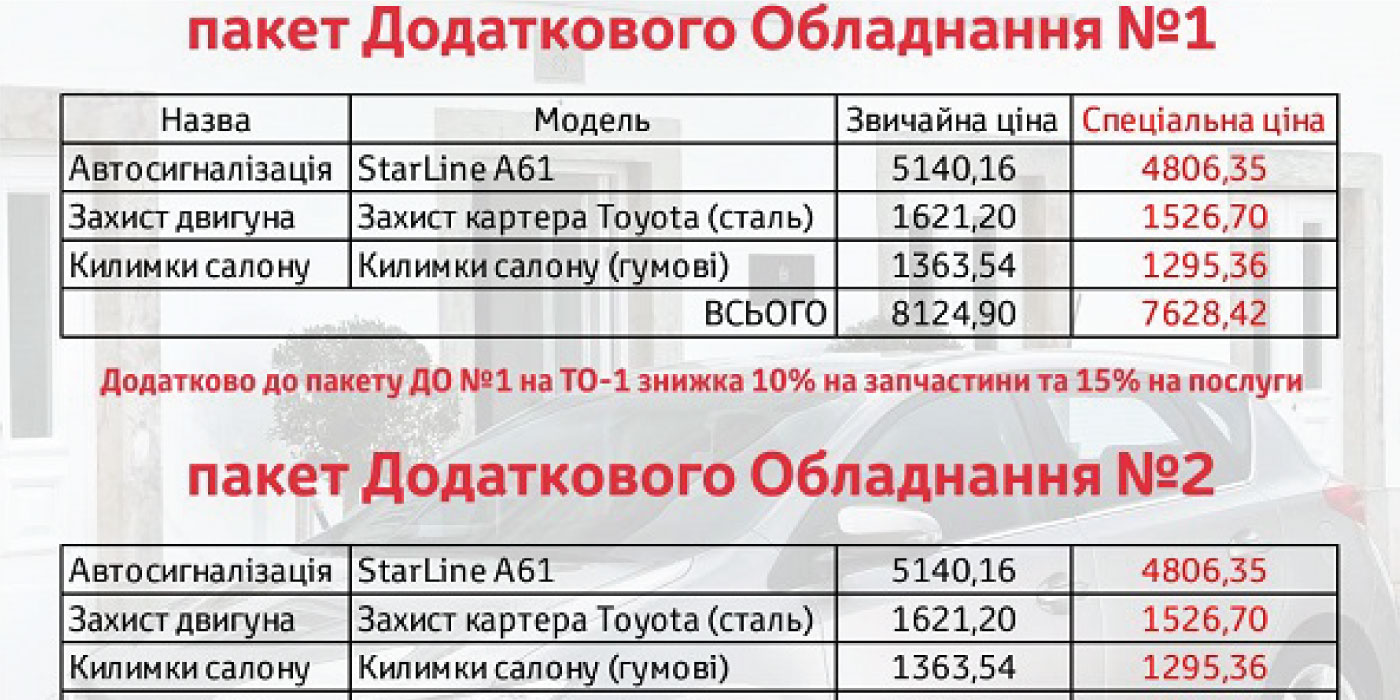 пакет Додаткового Обладнання №1
Назва Модель Звичайна ціна Спеціальна ціна
Автосигналізація StarLine A61 5140,16 4806,35
Захист двигуна Захист картера Toyota (сталь) 1621,20 1526,70
Килимки салону Килимки салону (гумові) 1363,54 1295,36
ВСЬОГО 8124,90 7628,42
Додатково до пакету ДО №1 на ТО-1 знижка 10% на запчастини та 15% на послуги
пакет Додаткового Обладнання №2
Автосигналізація StarLine A61 5140,16 4806,35
Захист двигуна Захист картера Toyota (сталь) 1621,20 1526,70
Килимки салону Килимки салону (гумові) 1363,54 1295,36